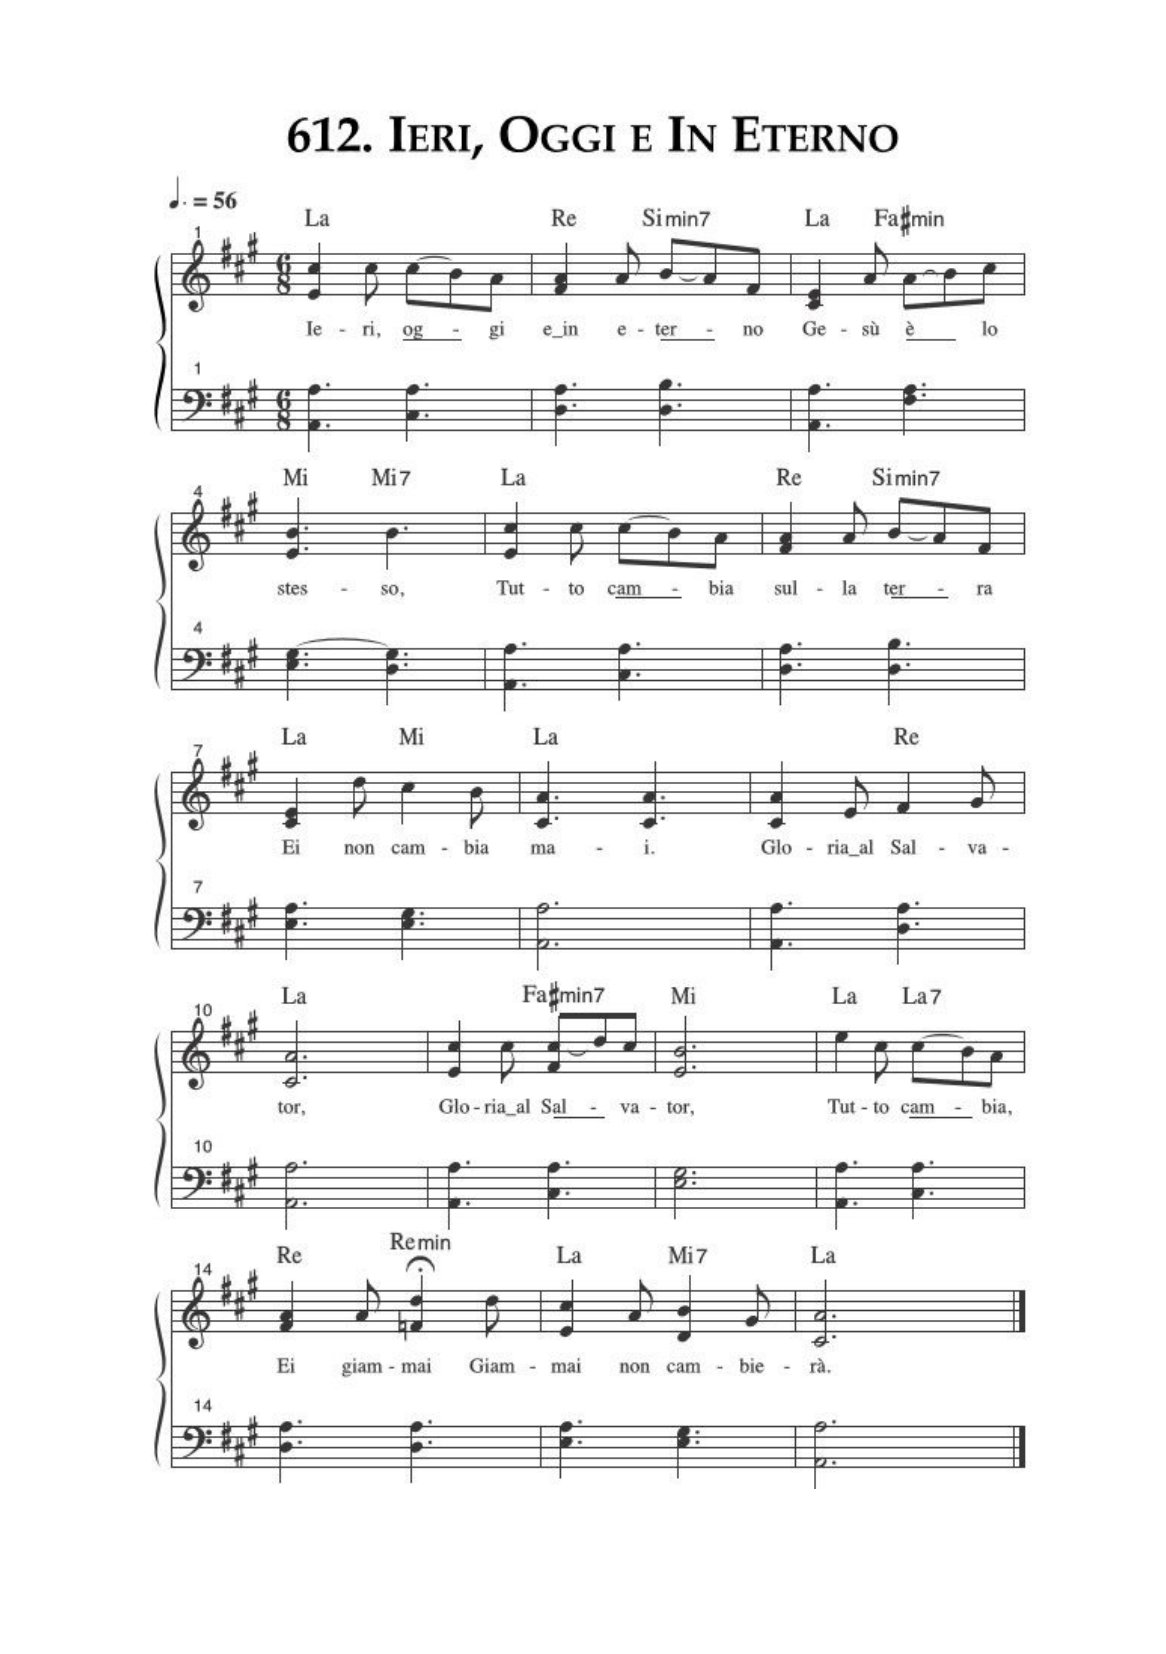 612. Ieri, Oggi e In Eterno
♩. = 56
La Re Simin7 La Fa♯min
1
6 8
Ie - ri, og - gi e_in e - ter - no Ge - sù è lo
1
6 8
Mi Mi7 La Re Simin7
4
stes - so, Tut - to cam - bia sul - la ter - ra
4
La Mi La Re
7
Ei non cam - bia ma - i. Glo - ria_al Sal - va -
7
La Fa♯min7 Mi La La7
10
tor, Glo - ria_al Sal - va - tor, Tut - to cam - bia,
10
Re Remin La Mi7 La
14
Ei giam - mai Giam - mai non cam - bie - rà.
14